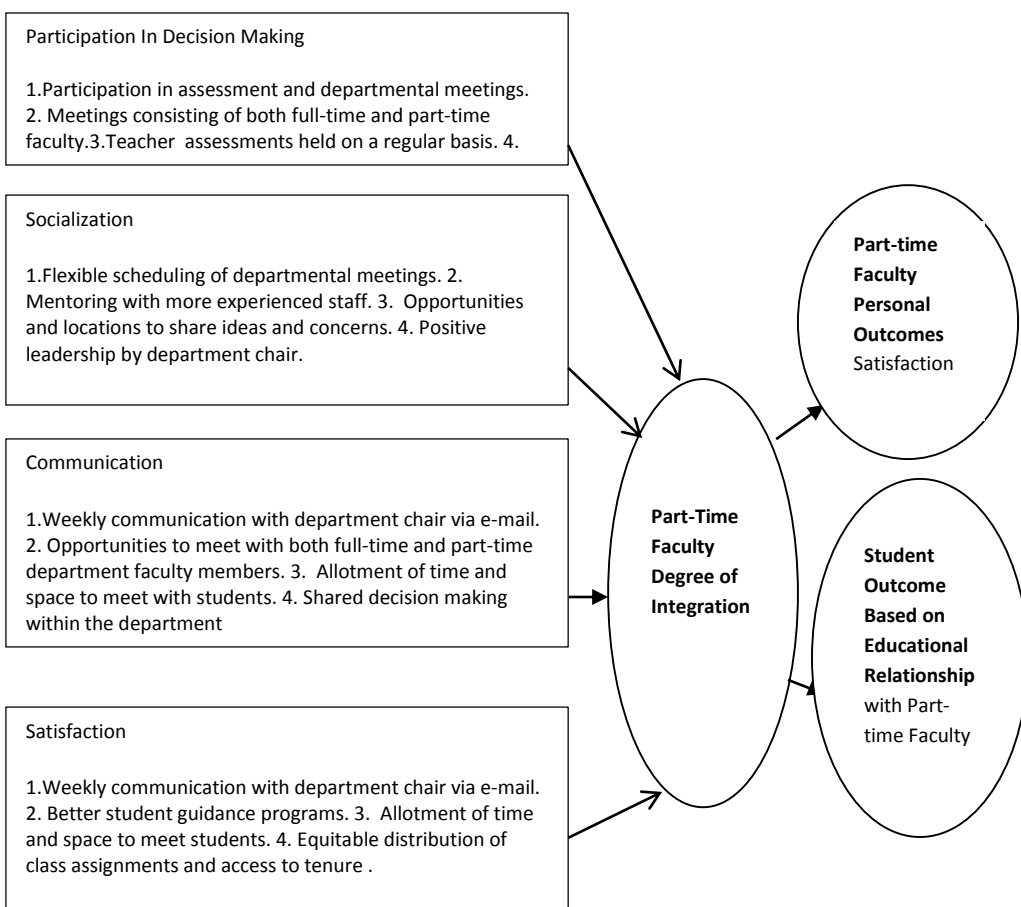 Participation In Decision Making
1.Participation in assessment and departmental meetings.
2. Meetings consisting of both full-time and part-time
faculty.3.Teacher assessments held on a regular basis. 4.
Socialization
1.Flexible scheduling of departmental meetings. 2.
Mentoring with more experienced staff. 3. Opportunities
and locations to share ideas and concerns. 4. Positive
leadership by department chair.
Communication
1.Weekly communication with department chair via e-mail.
2. Opportunities to meet with both full-time and part-time
department faculty members. 3. Allotment of time and
space to meet with students. 4. Shared decision making
within the department
Satisfaction
1.Weekly communication with department chair via e-mail.
2. Better student guidance programs. 3. Allotment of time
and space to meet students. 4. Equitable distribution of
class assignments and access to tenure .
Part-Time
Faculty
Degree of
Integration
Part-time
Faculty
Personal
Outcomes
Satisfaction
Student
Outcome
Based on
Educational
Relationship
with Part-
time Faculty